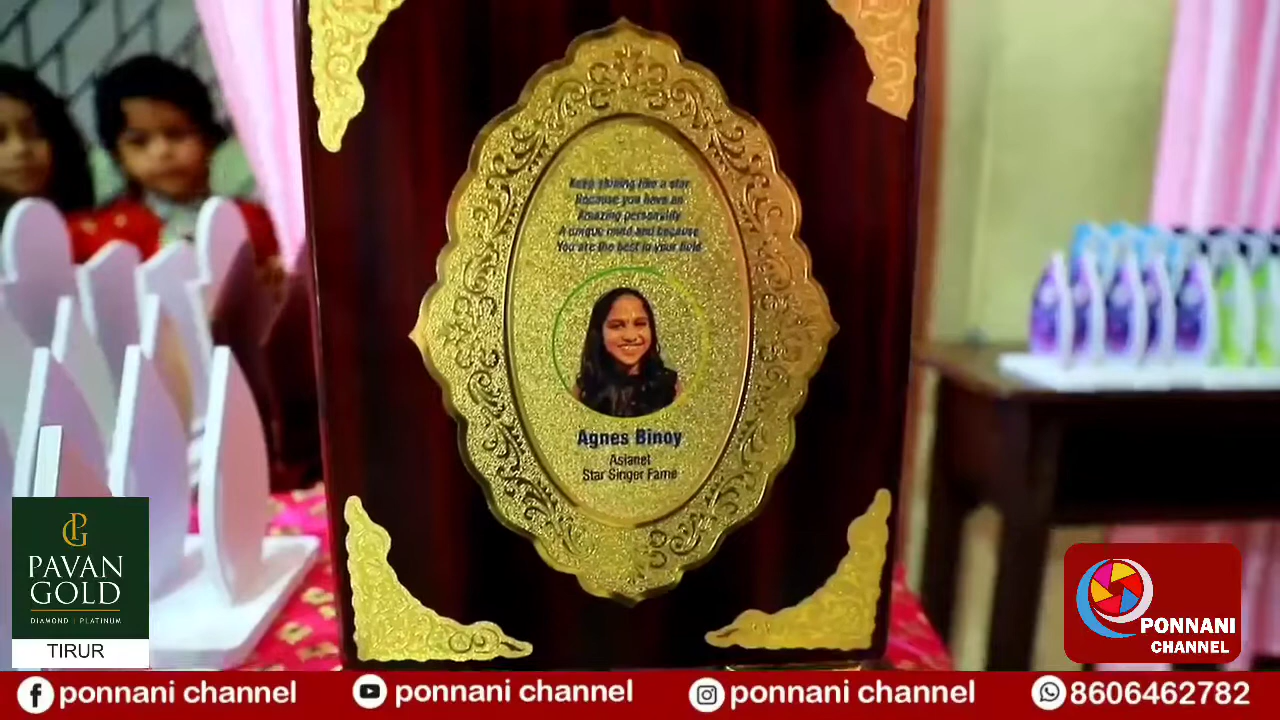 Keep shining like a star
Because you have an
Amazing personality
A unique mind and because
You are the best in your
Agnes Binoy
Asianet
Star Singer Fame
PG
PAVAN
GOLD
DIAMOND | PLATINUM
TIRUR
PONNANI
CHANNEL
ponnani channel
ponnani channel
ponnani channel
8606462782